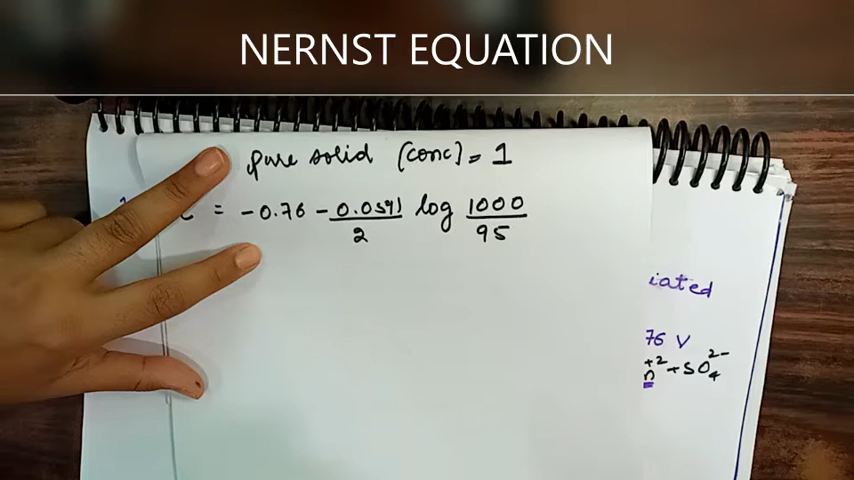 NERNST EQUATION
pure solid (conc) = 1
= -0.76 - 0.0591/2 log 1000/95
iated
76 V
n+2 + SO4 2-